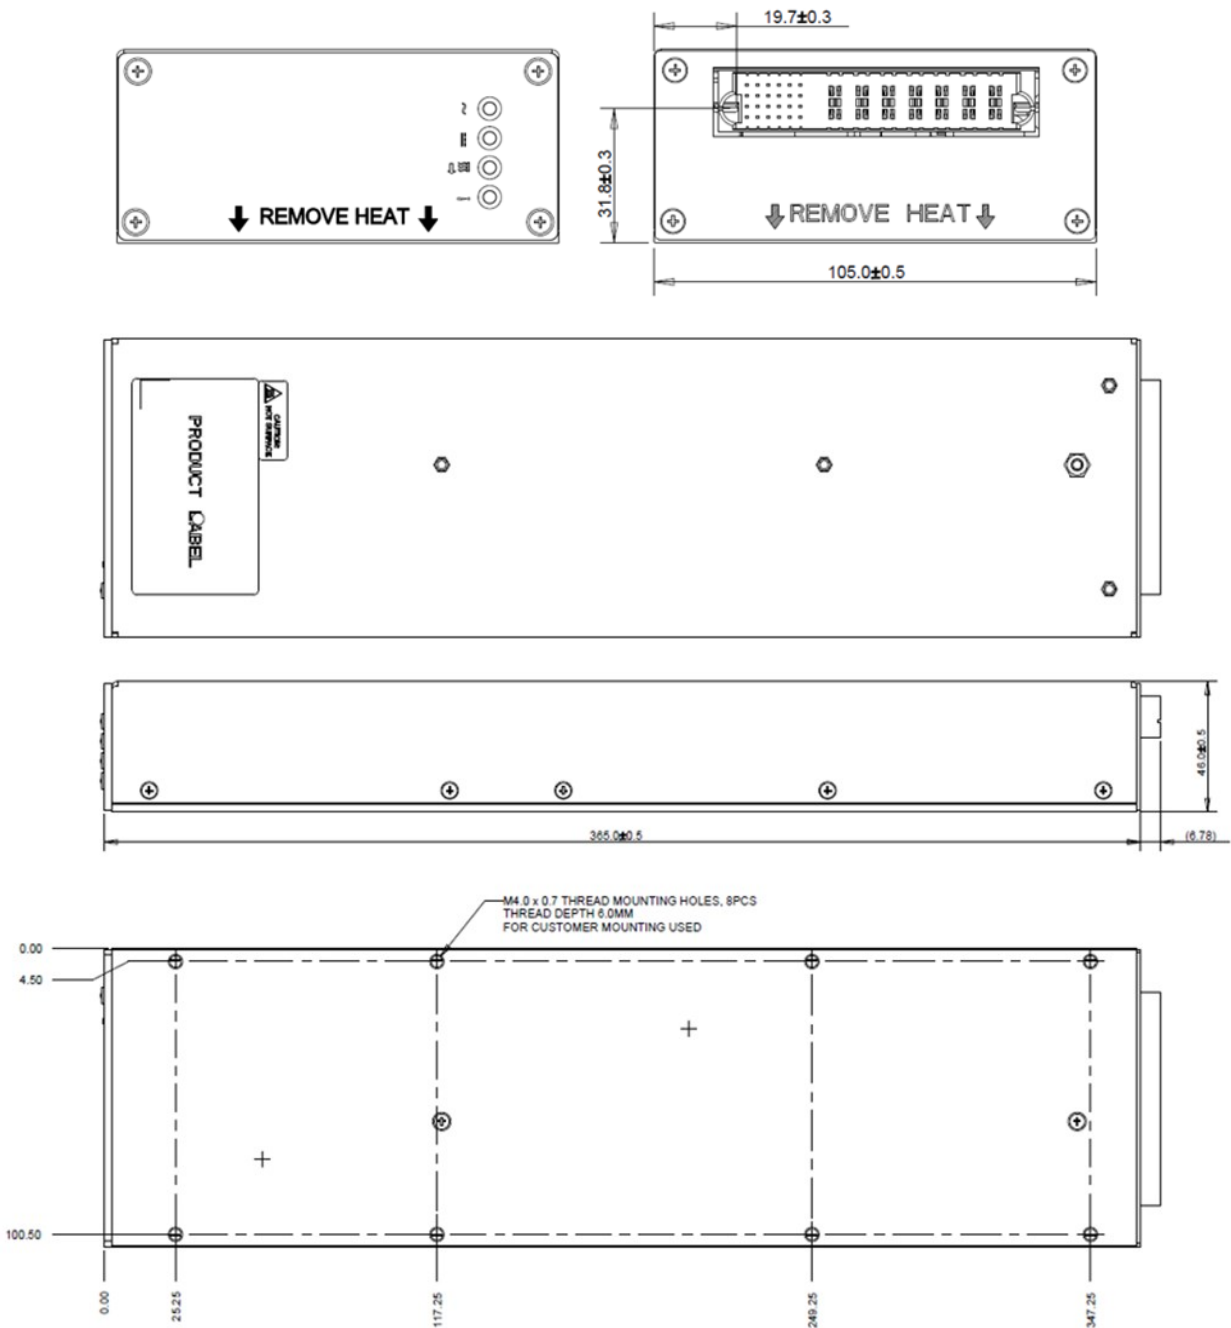 19.7±0.3
31.8±0.3
↓ REMOVE HEAT ↓
↓ REMOVE HEAT ↓
105.0±0.5
CAUTION!
HOT SURFACE
PRODUCT LABEL
46.0±0.5
365.0±0.5
(6.78)
M4.0 x 0.7 THREAD MOUNTING HOLES, 8PCS
THREAD DEPTH 6.0MM
FOR CUSTOMER MOUNTING USED
0.00
4.50
100.50
0.00
25.25
117.25
249.25
347.25